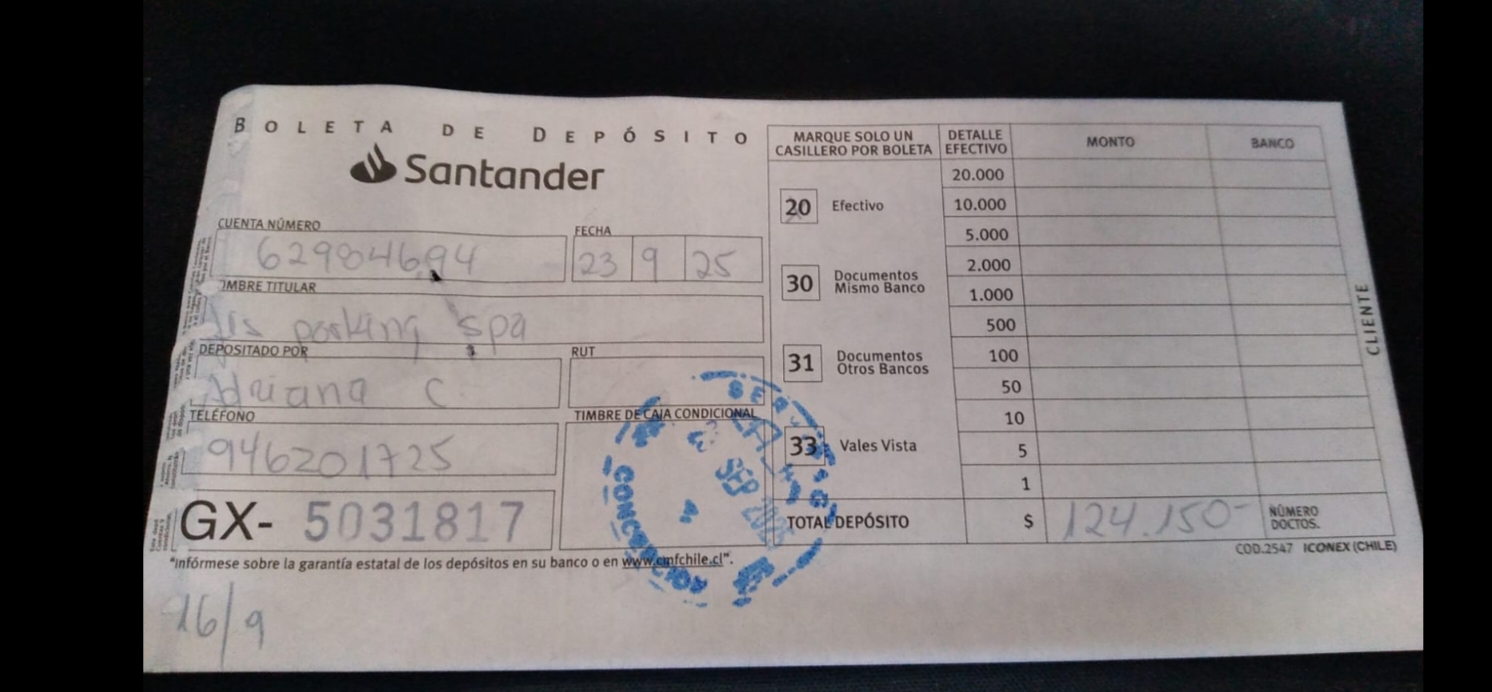 BOLETA DE DEPÓSITO
Santander
CUENTA NÚMERO
62984694
FECHA
23 9 25
MBRE TITULAR
parking spa
DEPOSITADO POR
Adriana C
RUT
TELÉFONO
946201725
TIMBRE DE CAJA CONDICIONAL
GX- 5031817
"Infórmese sobre la garantía estatal de los depósitos en su banco o en www.cmfchile.cl".
16/9
MARQUE SOLO UN
CASILLERO POR BOLETA
20 Efectivo
30 Documentos
Mismo Banco
31 Documentos
Otros Bancos
33 Vales Vista
DETALLE
EFECTIVO
MONTO
BANCO
20.000
10.000
5.000
2.000
1.000
500
100
50
10
5
1
TOTAL DEPÓSITO $ 124.150-
NÚMERO
DOCTOS.
COD.2547 ICONEX (CHILE)
CLIENTE
SEP